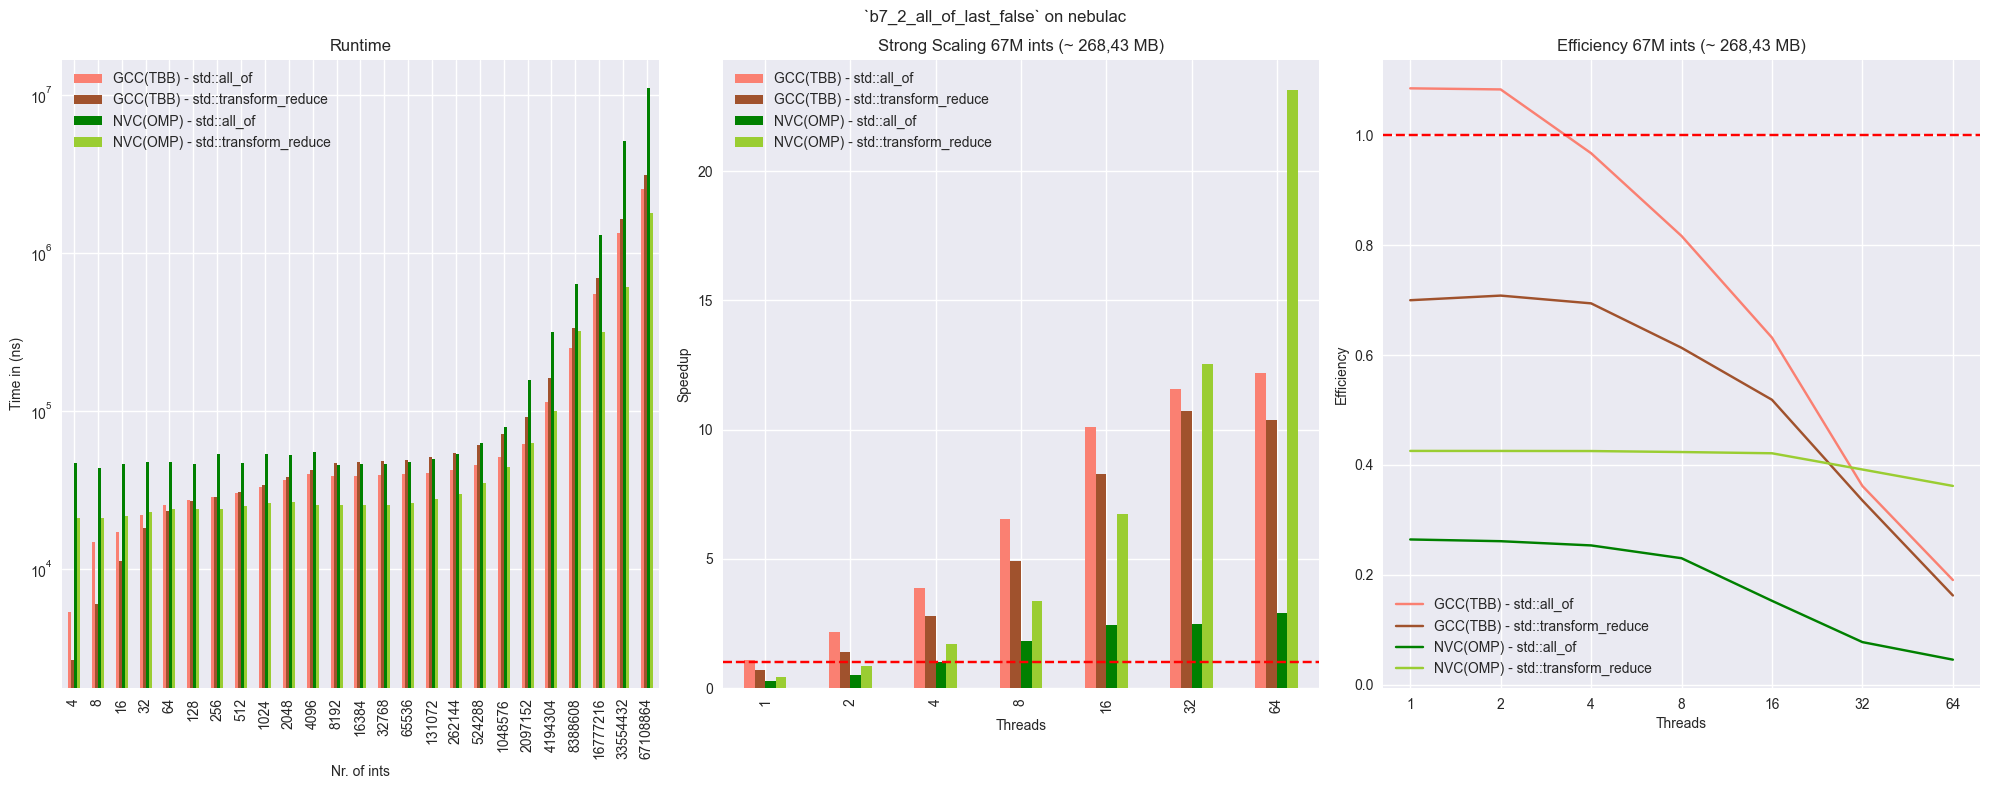 `b7_2_all_of_last_false` on nebulac
Runtime
GCC(TBB) - std::all_of
GCC(TBB) - std::transform_reduce
NVC(OMP) - std::all_of
NVC(OMP) - std::transform_reduce
Time in (ns)
10^7
10^6
10^5
10^4
4 8 16 32 64 128 256 512 1024 2048 4096 8192 16384 32768 65536 131072 262144 524288 1048576 2097152 4194304 8388608 16777216 33554432 67108864
Nr. of ints
Strong Scaling 67M ints (~ 268,43 MB)
GCC(TBB) - std::all_of
GCC(TBB) - std::transform_reduce
NVC(OMP) - std::all_of
NVC(OMP) - std::transform_reduce
Speedup
20
15
10
5
0
1 2 4 8 16 32 64
Threads
Efficiency 67M ints (~ 268,43 MB)
Efficiency
1.0
0.8
0.6
0.4
0.2
0.0
GCC(TBB) - std::all_of
GCC(TBB) - std::transform_reduce
NVC(OMP) - std::all_of
NVC(OMP) - std::transform_reduce
1 2 4 8 16 32 64
Threads